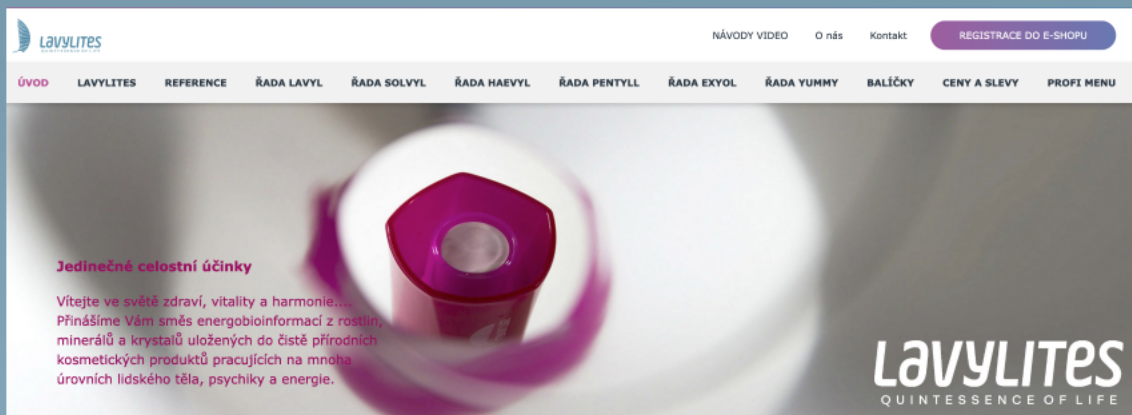 LAVYLITES
QUINTESSENCE OF LIFE
NÁVODY VIDEO O nás Kontakt REGISTRACE DO E-SHOPU
ÚVOD LAVYLITES REFERENCE ŘADA LAVYL ŘADA SOLVYL ŘADA HAEVYL ŘADA PENTYLL ŘADA EXYOL ŘADA YUMMY BALÍČKY CENY A SLEVY PROFI MENU
Jedinečné celostní účinky
Vítejte ve světě zdraví, vitality a harmonie....
Přinášíme Vám směs energobioinformací z rostlin,
minerálů a krystalů uložených do čistě přírodních
kosmetických produktů pracujících na mnoha
úrovních lidského těla, psychiky a energie.
LAVYLITES
QUINTESSENCE OF LIFE